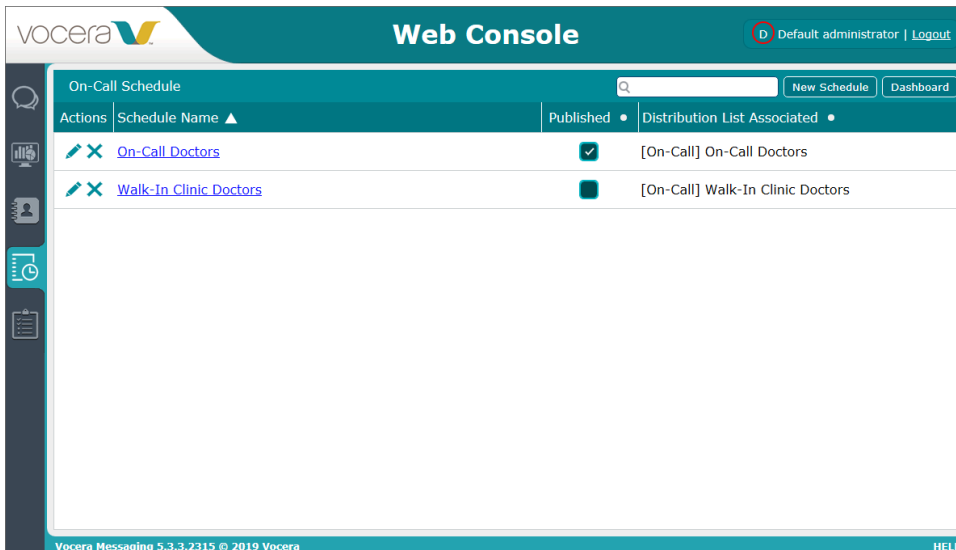 vocera
Web Console
D Default administrator | Logout
On-Call Schedule
New Schedule
Dashboard
Actions Schedule Name ▲ Published • Distribution List Associated •
On-Call Doctors [On-Call] On-Call Doctors
Walk-In Clinic Doctors [On-Call] Walk-In Clinic Doctors
Vocera Messaging 5.3.3.2315 © 2019 Vocera